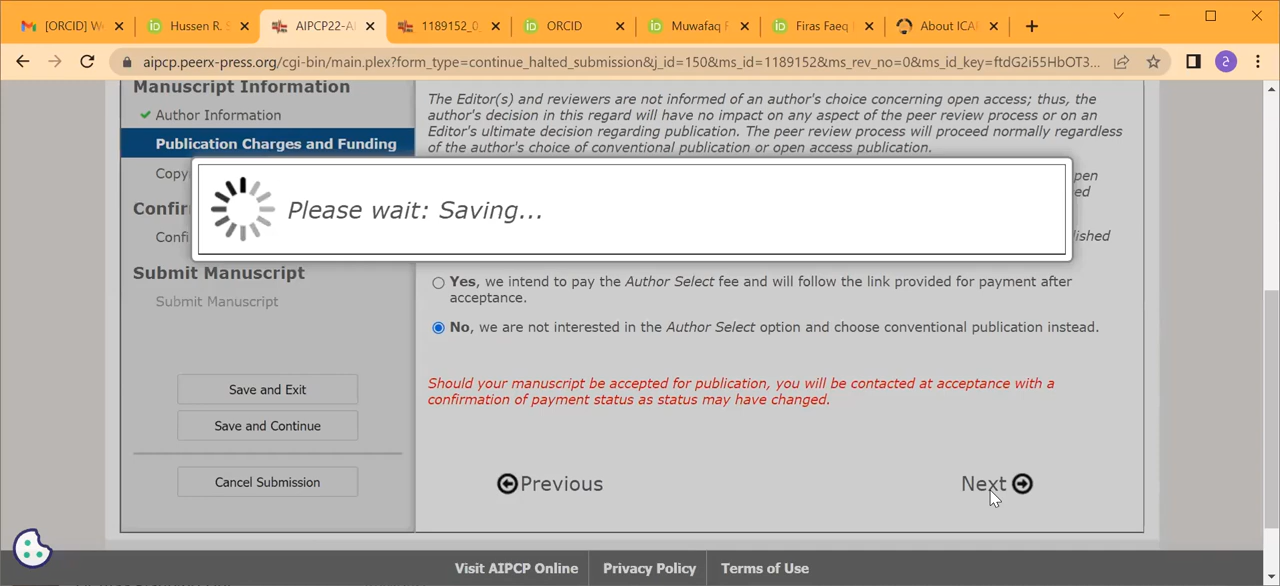 [ORCID] W
Hussen R. S
AIPCP22-A
1189152_0
ORCID
Muwafaq F
Firas Faeq
About ICA
aipcp.peerx-press.org/cgi-bin/main.plex?form_type=continue_halted_submission&j_id=150&ms_id=1189152&ms_rev_no=0&ms_id_key=ftdG2i55HbOT3...
2
Manuscript Information
Author Information
Publication Charges and Funding
Copy
Confir
Confi
Submit Manuscript
Submit Manuscript
Save and Exit
Save and Continue
Cancel Submission
The Editor(s) and reviewers are not informed of an author's choice concerning open access; thus, the
author's decision in this regard will have no impact on any aspect of the peer review process or on an
Editor's ultimate decision regarding publication. The peer review process will proceed normally regardless
of the author's choice of conventional publication or open access publication.
pen
ed
lished
Please wait: Saving...
Yes, we intend to pay the Author Select fee and will follow the link provided for payment after
acceptance.
No, we are not interested in the Author Select option and choose conventional publication instead.
Should your manuscript be accepted for publication, you will be contacted at acceptance with a
confirmation of payment status as status may have changed.
Previous
Next
Visit AIPCP Online
Privacy Policy
Terms of Use